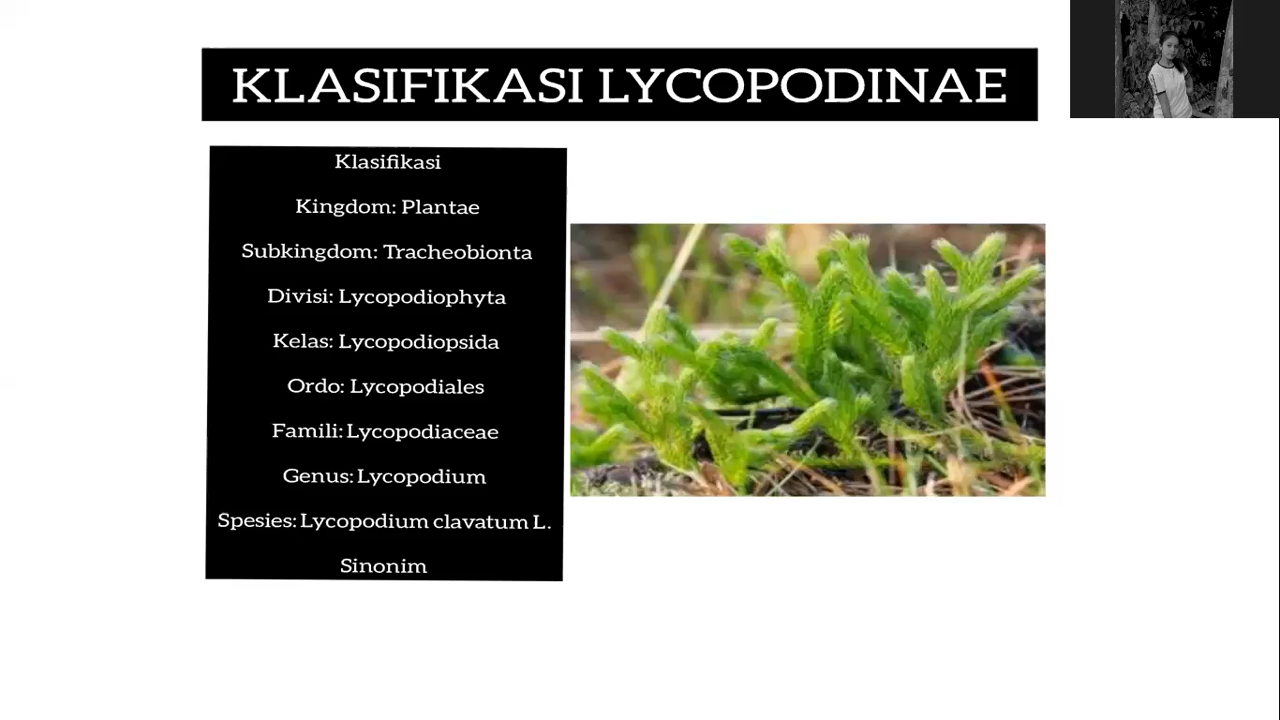 KLASIFIKASI LYCOPODINAE
Klasifikasi
Kingdom: Plantae
Subkingdom: Tracheobionta
Divisi: Lycopodiophyta
Kelas: Lycopodiopsida
Ordo: Lycopodiales
Famili: Lycopodiaceae
Genus: Lycopodium
Spesies: Lycopodium clavatum L.
Sinonim